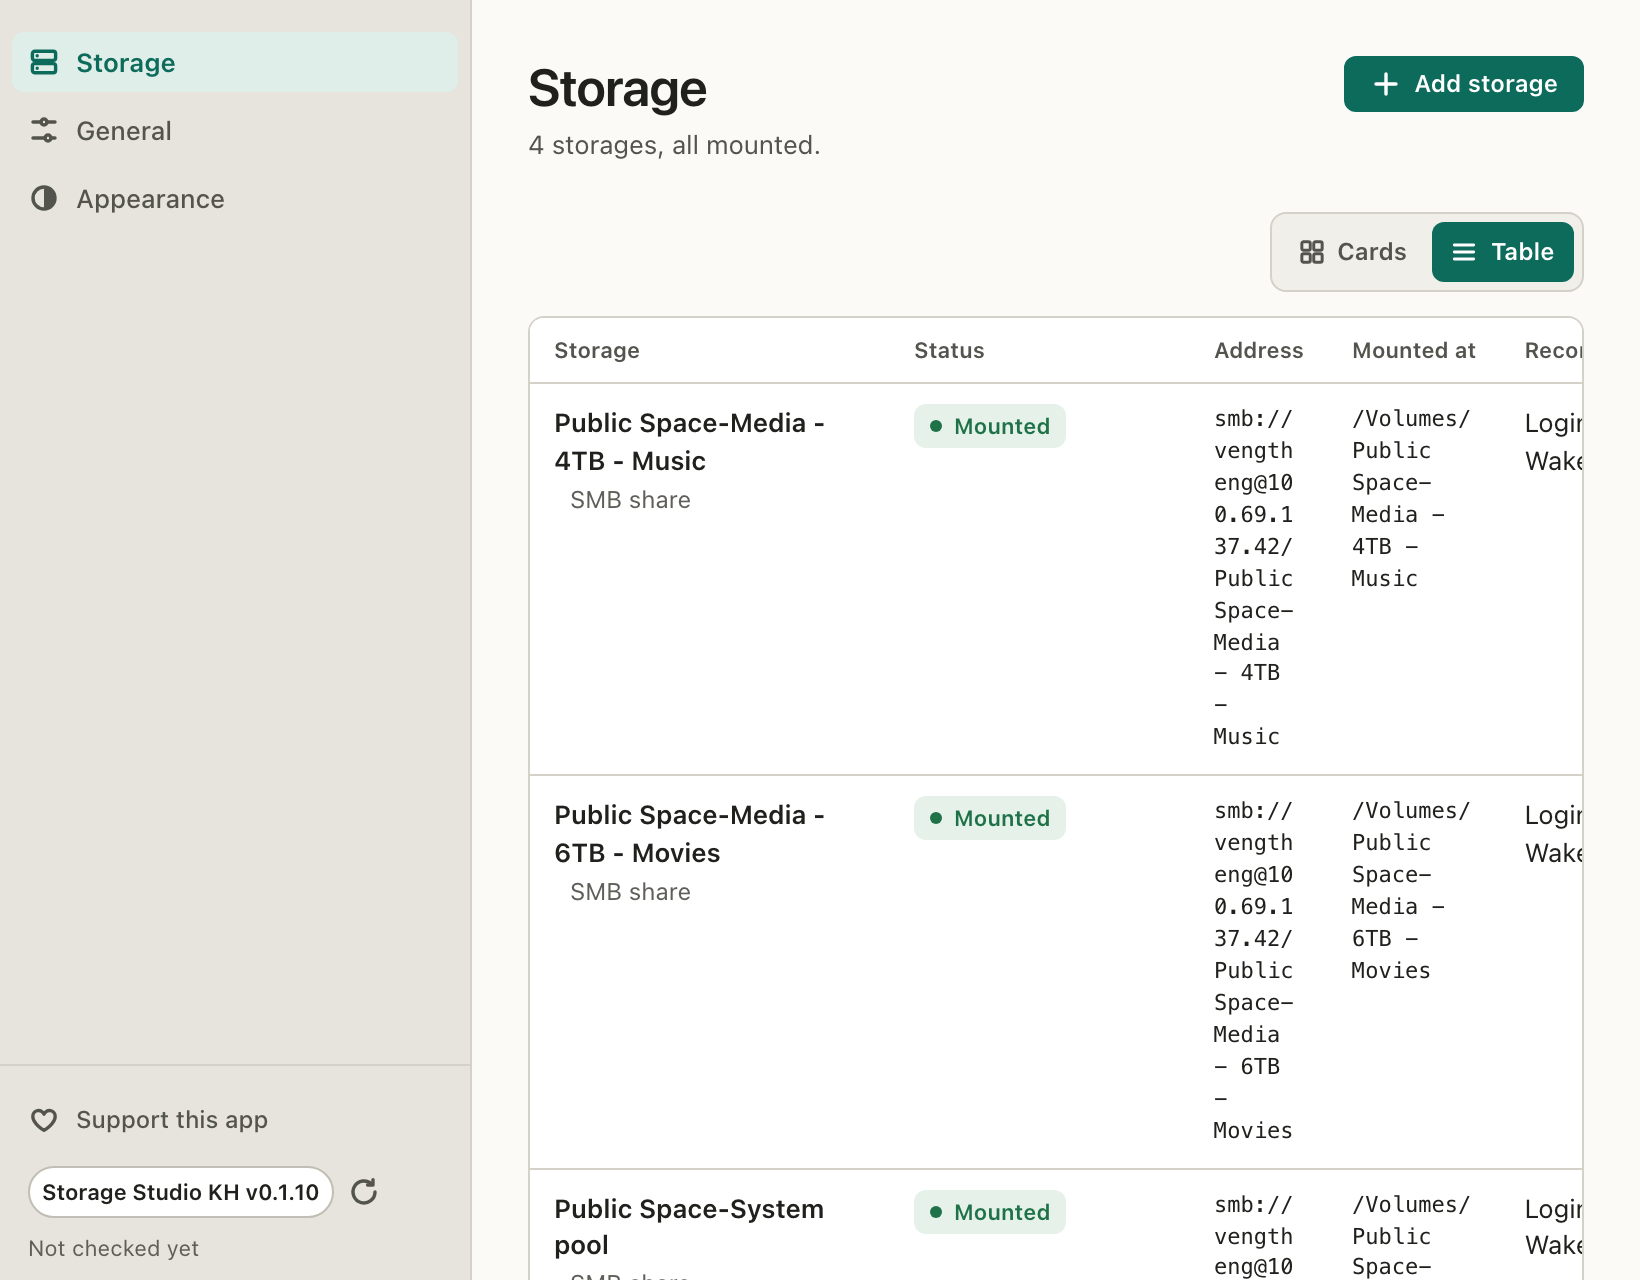 Storage
General
Appearance
Support this app
Storage Studio KH v0.1.10
Not checked yet
Storage
4 storages, all mounted.
Add storage
Cards
Table
Storage
Status
Address
Mounted at
Public Space-Media -
4TB - Music
SMB share
Mounted
smb://
vength
eng@10
0.69.1
37.42/
Public
Space-
Media
- 4TB
-
Music
/Volumes/
Public
Space-
Media -
4TB -
Music
Public Space-Media -
6TB - Movies
SMB share
Mounted
smb://
vength
eng@10
0.69.1
37.42/
Public
Space-
Media
- 6TB
-
Movies
/Volumes/
Public
Space-
Media -
6TB -
Movies
Public Space-System
pool
SMB share
Mounted
smb://
vength
eng@10
/Volumes/
Public
Space-